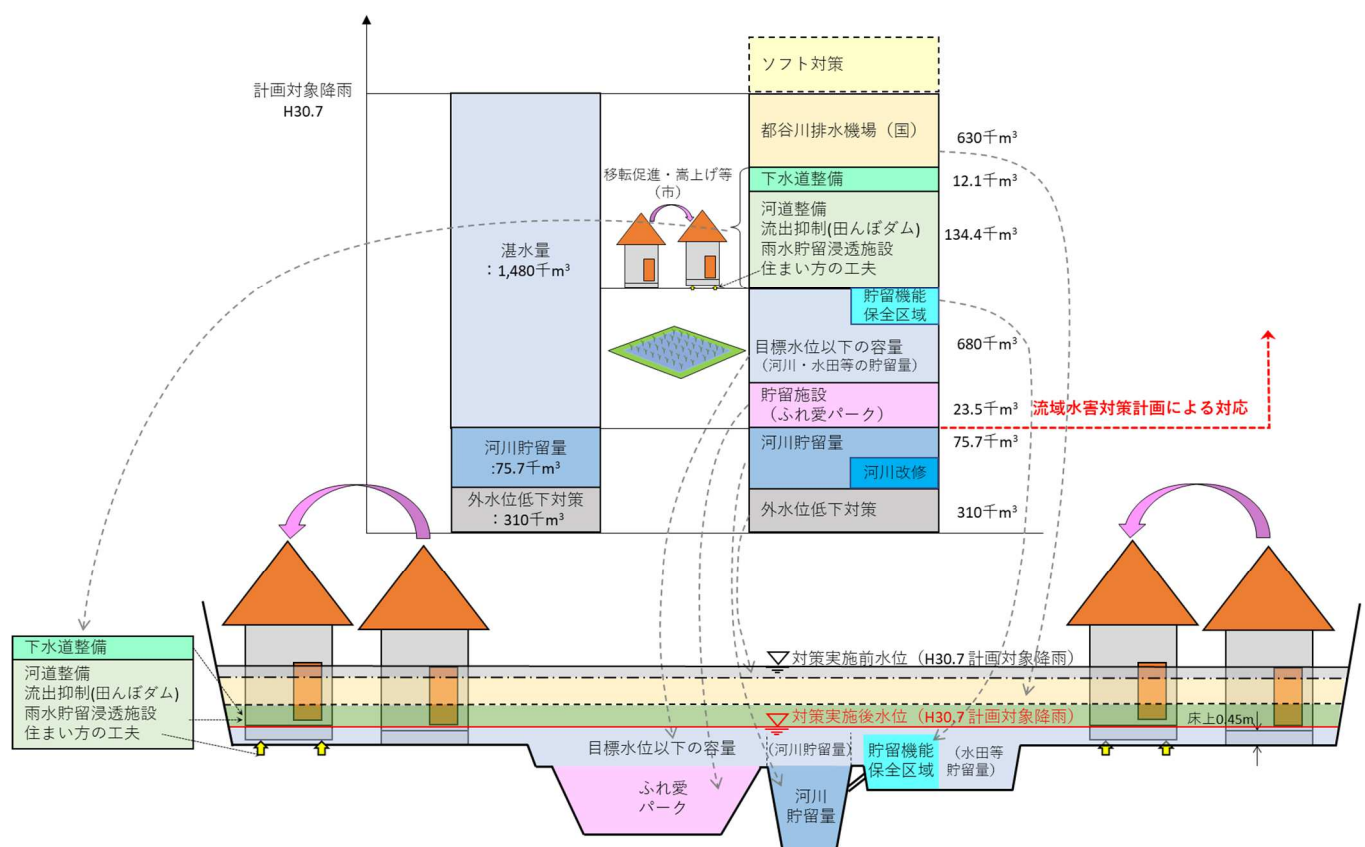 計画対象降雨
H30.7
湛水量
：1,480千m³
河川貯留量
:75.7千m³
外水位低下対策
：310千m³
移転促進・嵩上げ等
（市）
ソフト対策
都谷川排水機場（国）
630千m³
下水道整備
12.1千m³
河道整備
流出抑制(田んぼダム)
雨水貯留浸透施設
住まい方の工夫
134.4千m³
貯留機能
保全区域
目標水位以下の容量
（河川・水田等の貯留量）
680千m³
貯留施設
（ふれ愛パーク）
23.5千m³
流域水害対策計画による対応
河川貯留量
75.7千m³
河川改修
外水位低下対策
310千m³
下水道整備
河道整備
流出抑制(田んぼダム)
雨水貯留浸透施設
住まい方の工夫
対策実施前水位（H30.7 計画対象降雨）
対策実施後水位（H30,7 計画対象降雨）
床上0.45m
目標水位以下の容量
（河川貯留量）
貯留機能
保全区域
（水田等
貯留量）
ふれ愛
パーク
河川
貯留量